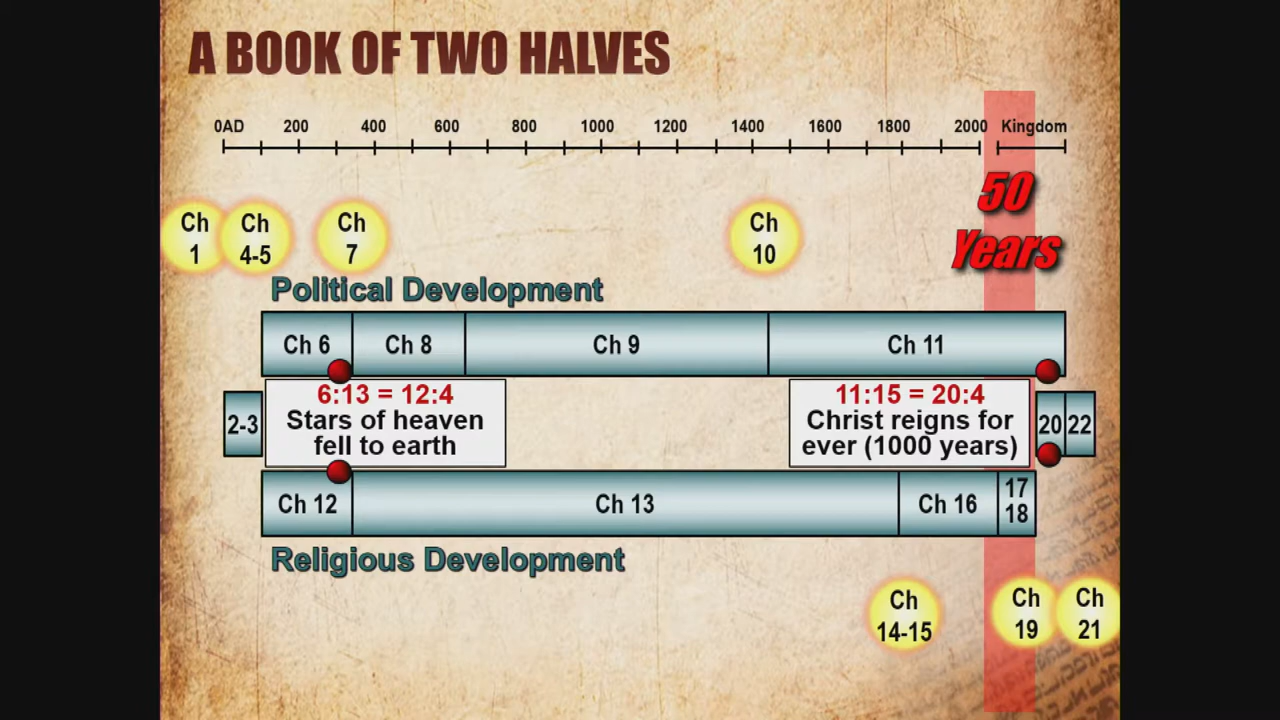 A BOOK OF TWO HALVES
0AD 200 400 600 800 1000 1200 1400 1600 1800 2000 Kingdom
50
Years
Ch
1
Ch
4-5
Ch
7
Ch
10
Political Development
Ch 6 Ch 8 Ch 9 Ch 11
2-3
6:13 = 12:4
Stars of heaven
fell to earth
11:15 = 20:4
Christ reigns for
ever (1000 years)
20 22
Ch 12 Ch 13 Ch 16 17
18
Religious Development
Ch
14-15
Ch
19
Ch
21